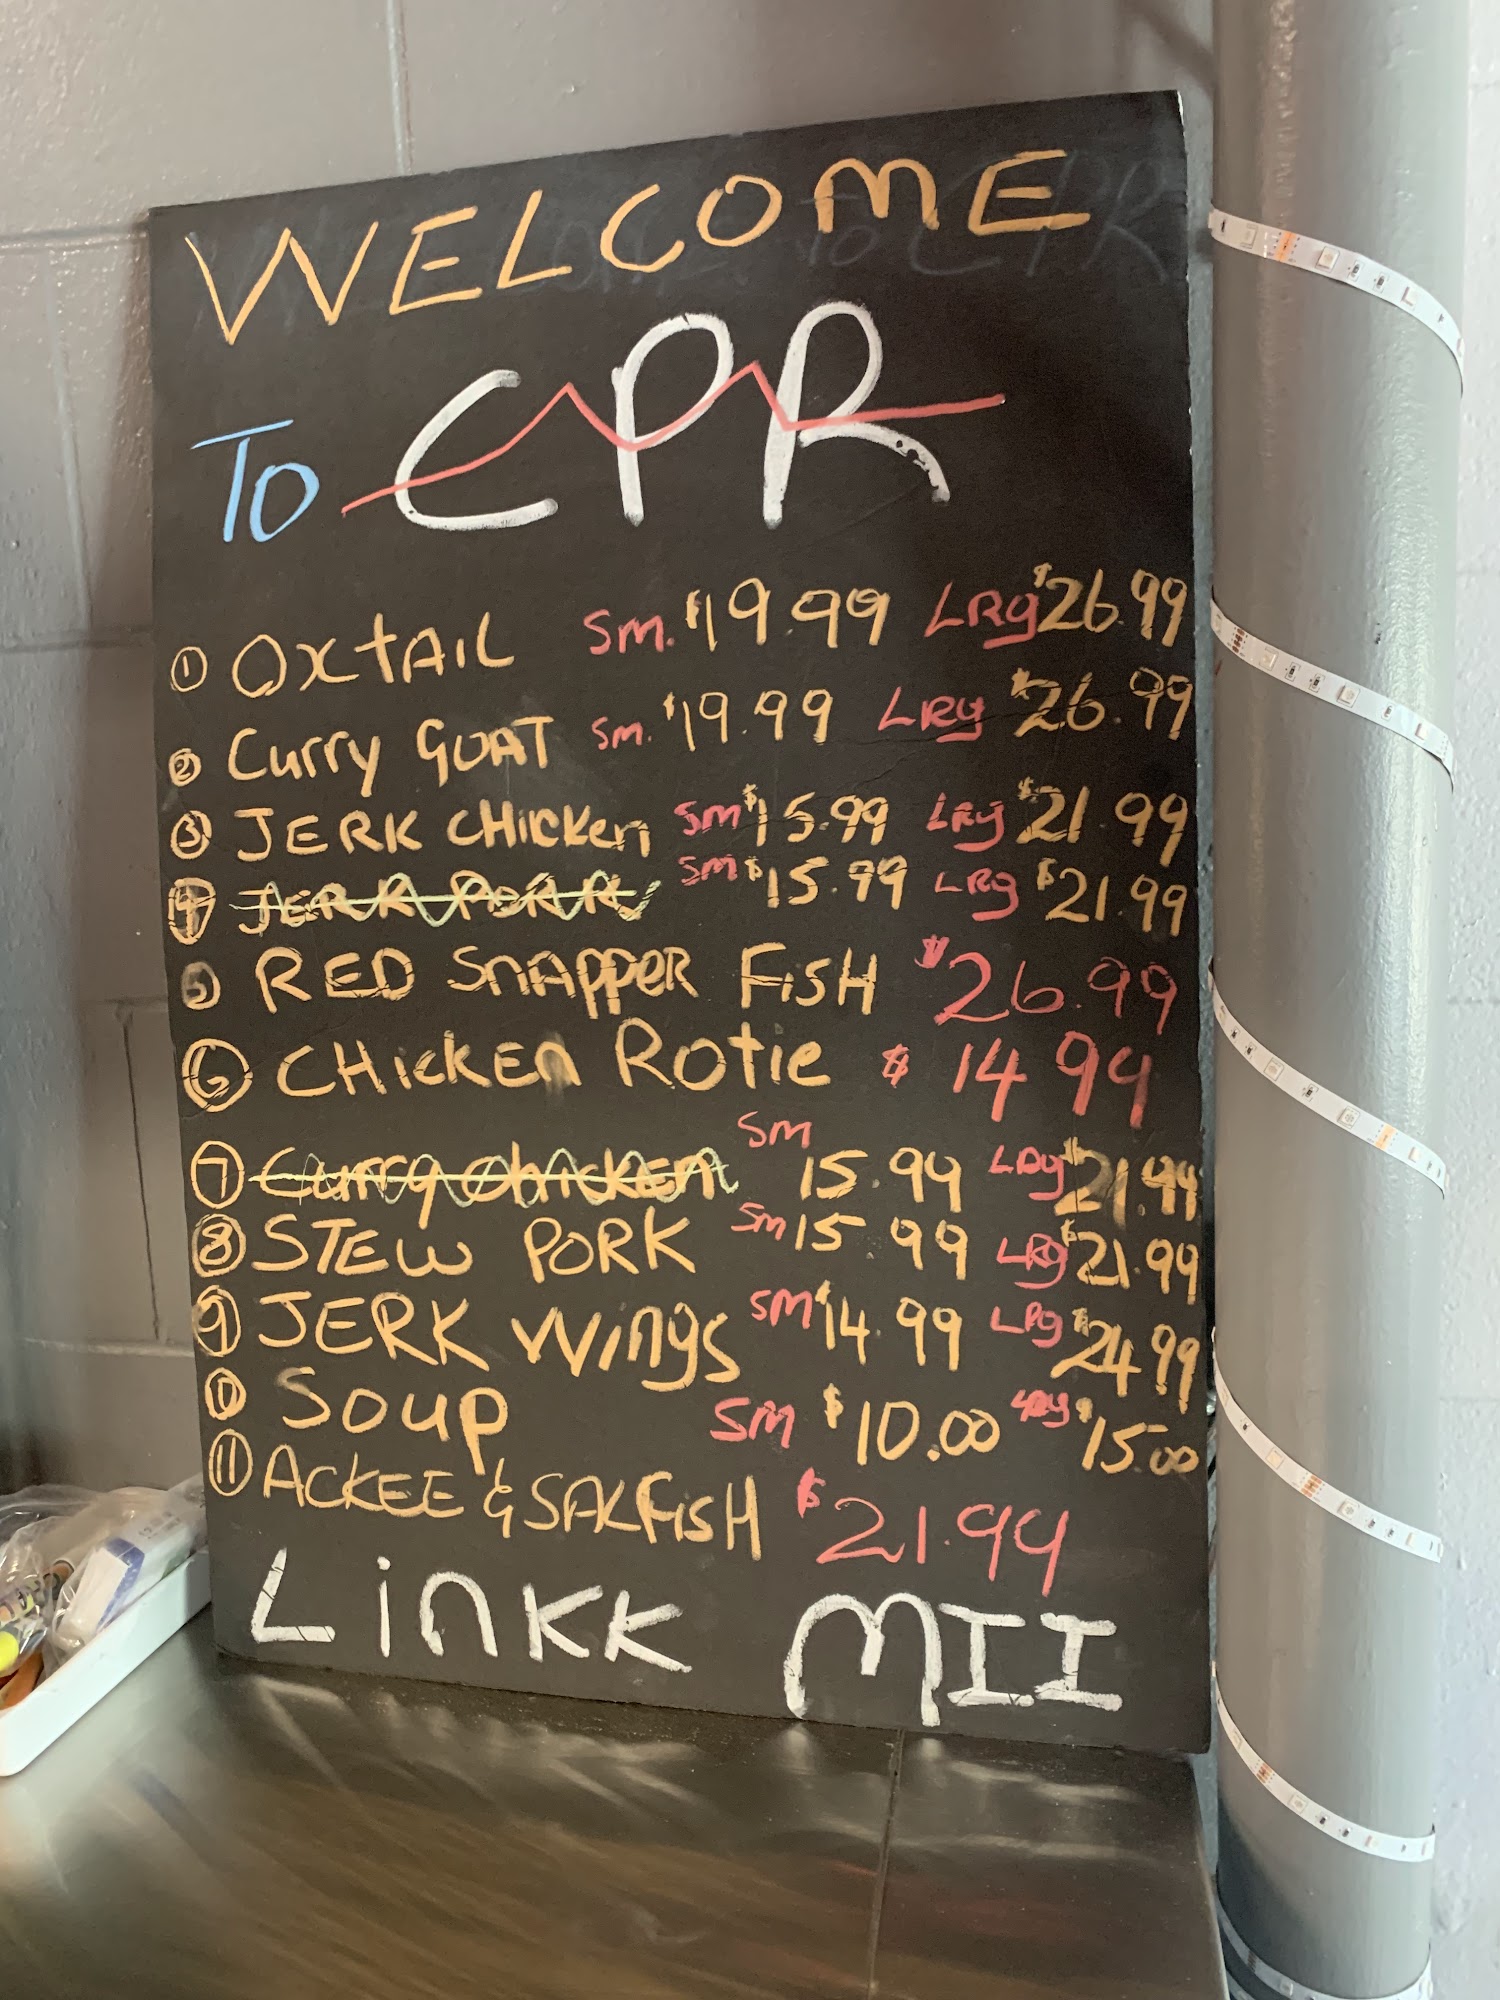 WELCOME
To CPR
① OxtAIL Sm. $19.99 LRg $26.99
② Curry GOAT Sm. $19.99 LRg $26.99
③ JERK CHicKen Sm $15.99 LRg $21.99
④ JERK PORK Sm $15.99 LRg $21.99
⑤ RED SnAPPER FiSH $26.99
⑥ CHicKEn Rotie $14 99
⑦ Curry chicKEn Sm 15.99 LRg $21.99
⑧ STEW PORK Sm 15.99 LRg $21.99
⑨ JERK Wings SM $14.99 LRg $24.99
⑩ Soup SM $10.00 LRg $15.00
⑪ ACKEE & SALFiSH $21.99
LinKK MII